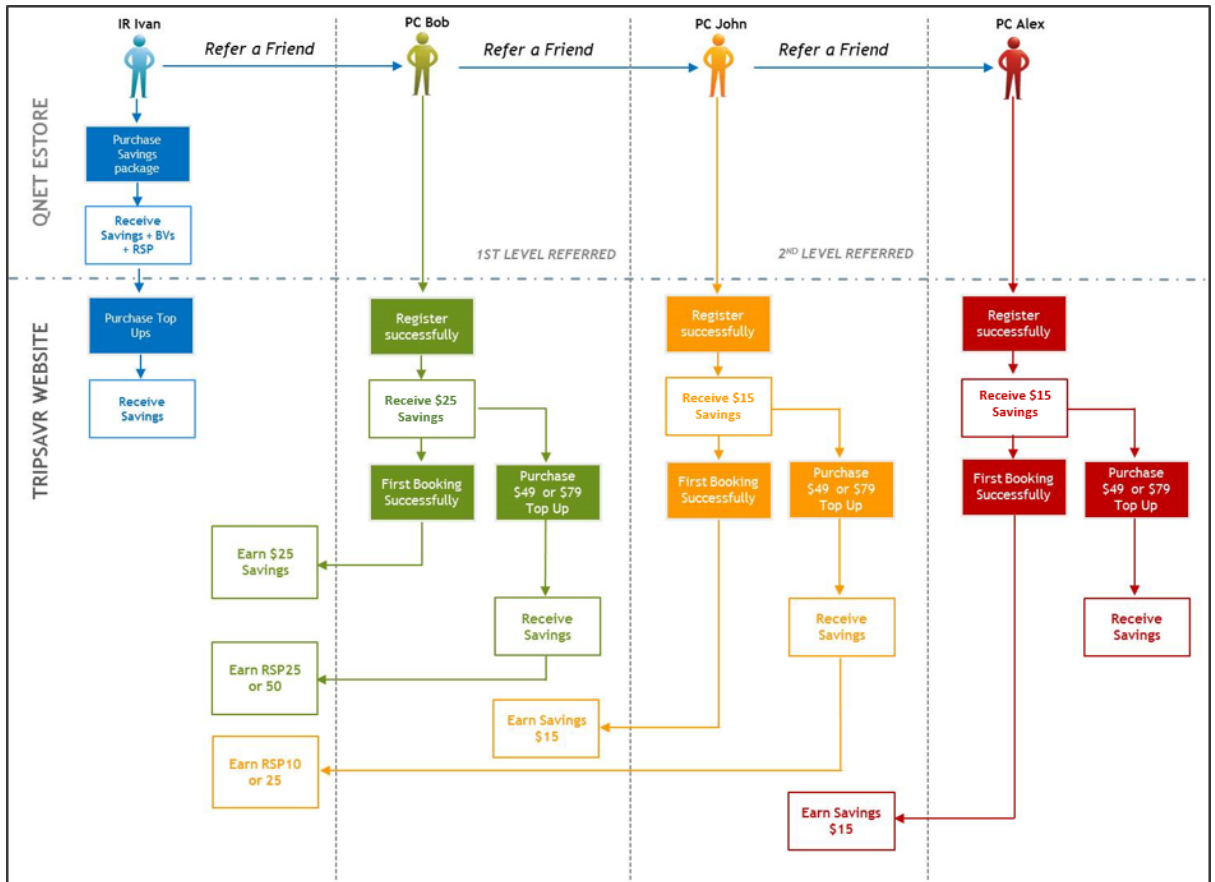 IR Ivan
PC Bob
PC John
PC Alex
Refer a Friend
Refer a Friend
Refer a Friend
QNET ESTORE
Purchase
Savings
package
Receive
Savings + BVs
+ RSP
1ST LEVEL REFERRED
2ND LEVEL REFERRED
TRIPSAVR WEBSITE
Purchase Top
Ups
Receive
Savings
Register
successfully
Receive $25
Savings
First Booking
Successfully
Purchase
$49 or $79
Top Up
Earn $25
Savings
Receive
Savings
Earn RSP25
or 50
Register
successfully
Receive $15
Savings
First Booking
Successfully
Purchase
$49 or $79
Top Up
Receive
Savings
Earn Savings
$15
Earn RSP10
or 25
Register
successfully
Receive $15
Savings
First Booking
Successfully
Purchase
$49 or $79
Top Up
Receive
Savings
Earn Savings
$15